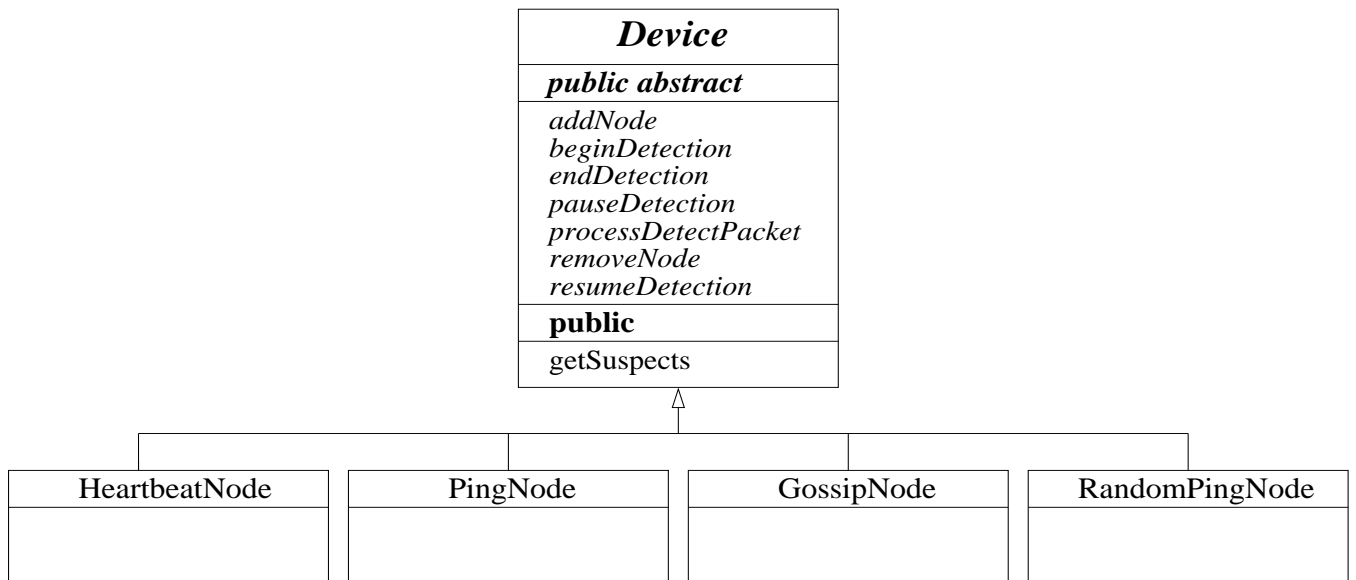 Device
public abstract
addNode
beginDetection
endDetection
pauseDetection
processDetectPacket
removeNode
resumeDetection
public
getSuspects
HeartbeatNode
PingNode
GossipNode
RandomPingNode